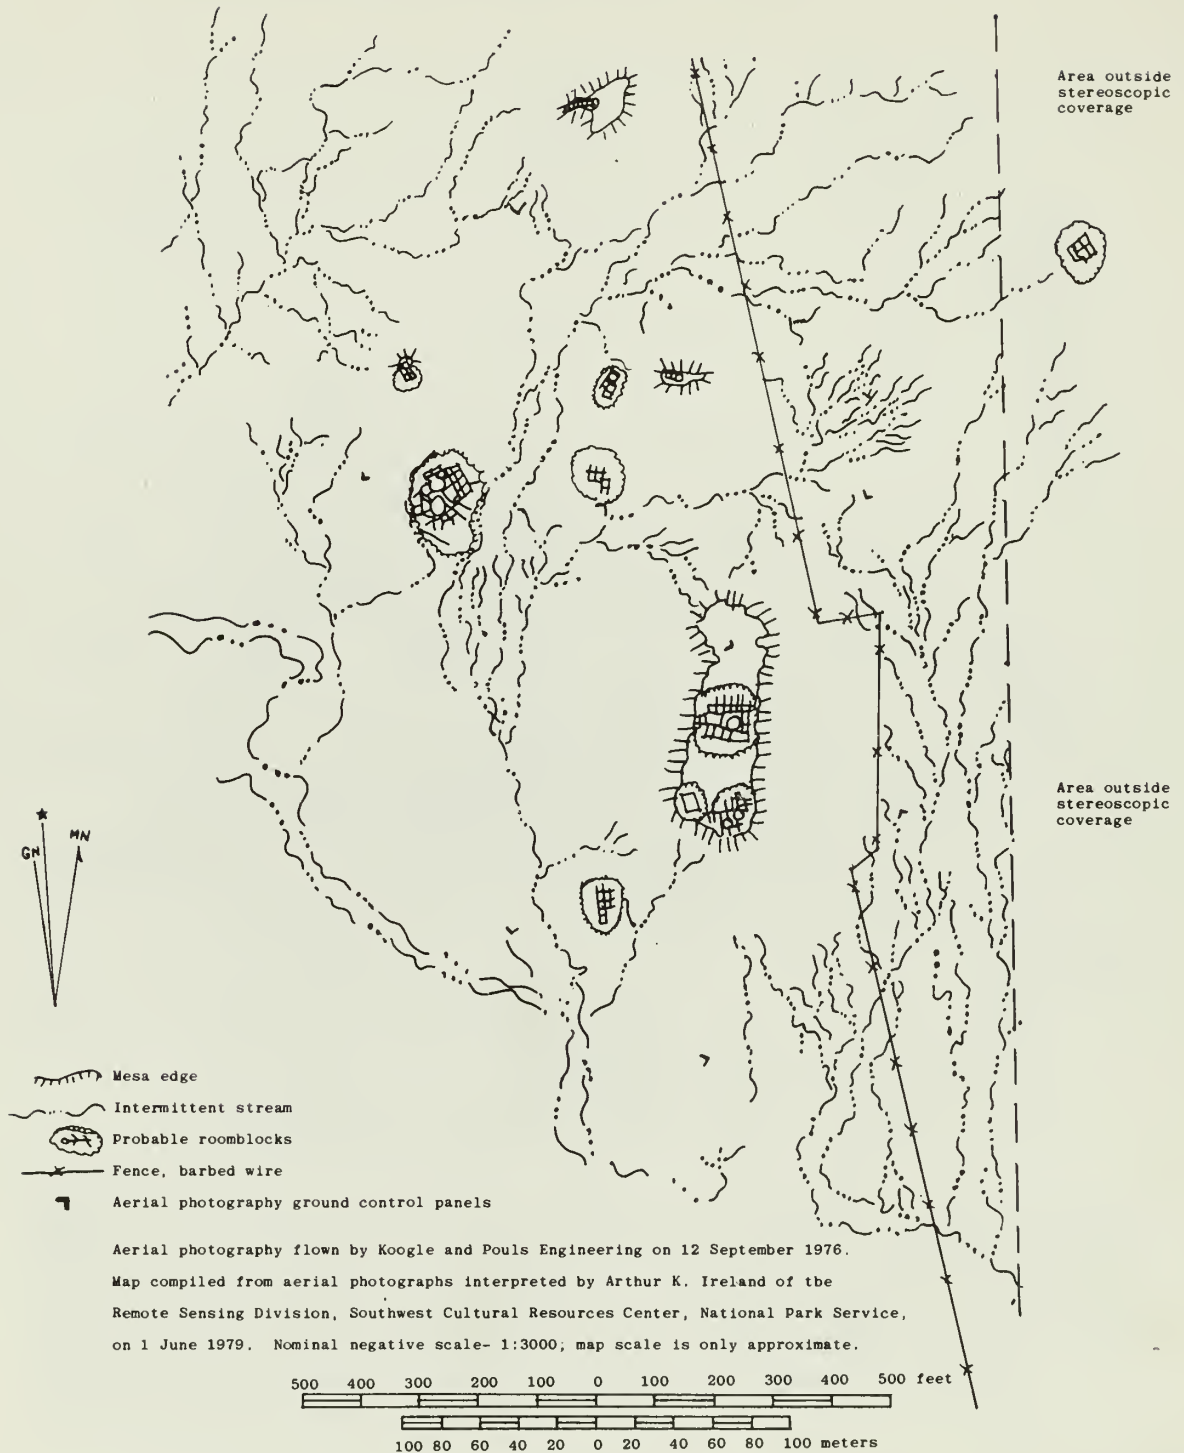 Area outside
stereoscopic
coverage
Area outside
stereoscopic
coverage
GN
MN
Mesa edge
Intermittent stream
Probable roomblocks
Fence, barbed wire
Aerial photography ground control panels
Aerial photography flown by Koogle and Pouls Engineering on 12 September 1976.
Map compiled from aerial photographs interpreted by Arthur K. Ireland of the
Remote Sensing Division, Southwest Cultural Resources Center, National Park Service,
on 1 June 1979. Nominal negative scale- 1:3000; map scale is only approximate.
500 400 300 200 100 0 100 200 300 400 500 feet
100 80 60 40 20 0 20 40 60 80 100 meters